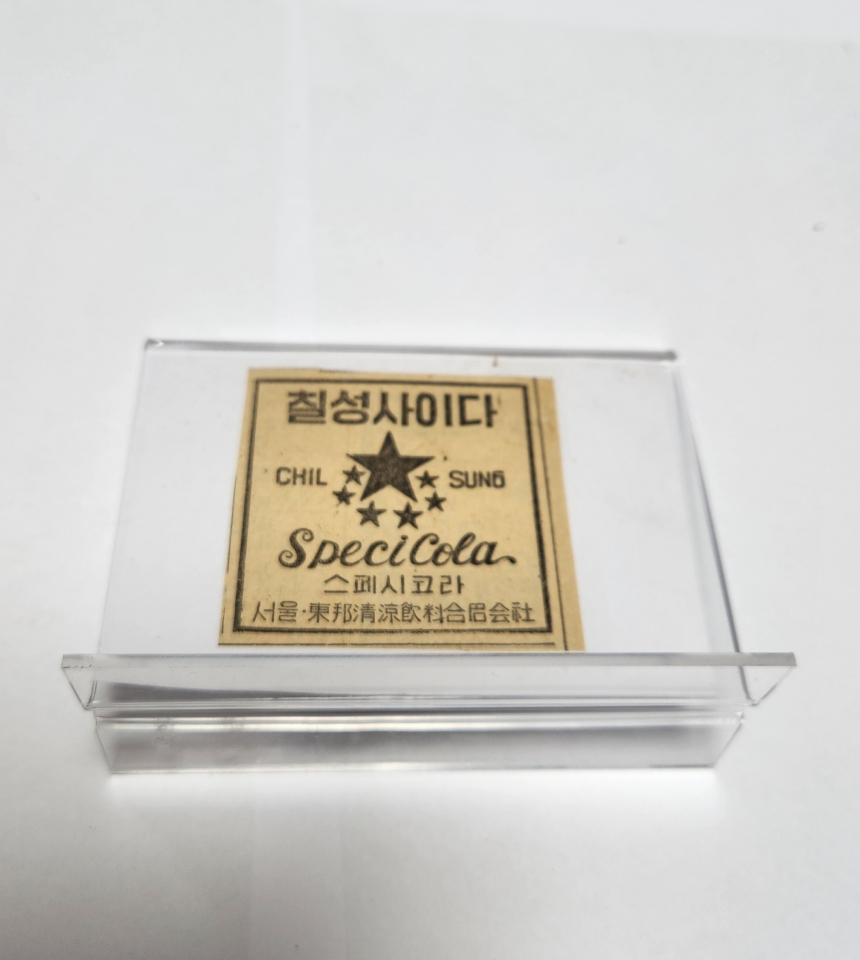 칠성사이다
CHIL SUNG
SpeciCola
스페시코라
서울·東邦清涼飲料合名会社